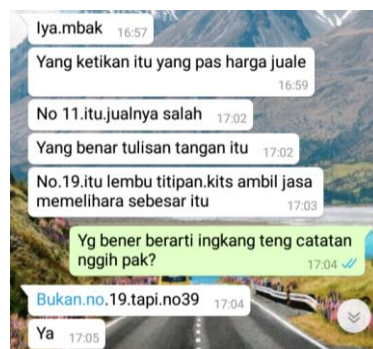 Iya.mbak 16:57
Yang ketikan itu yang pas harga juale
16:59
No 11.itu.jualnya salah 17:02
Yang benar tulisan tangan itu 17:02
No.19.itu lembu titipan.kits ambil jasa
memelihara sebesar itu 17:03
Yg bener berarti ingkang teng catatan
nggih pak? 17:04
Bukan.no.19.tapi.no39 17:04
Ya 17:05